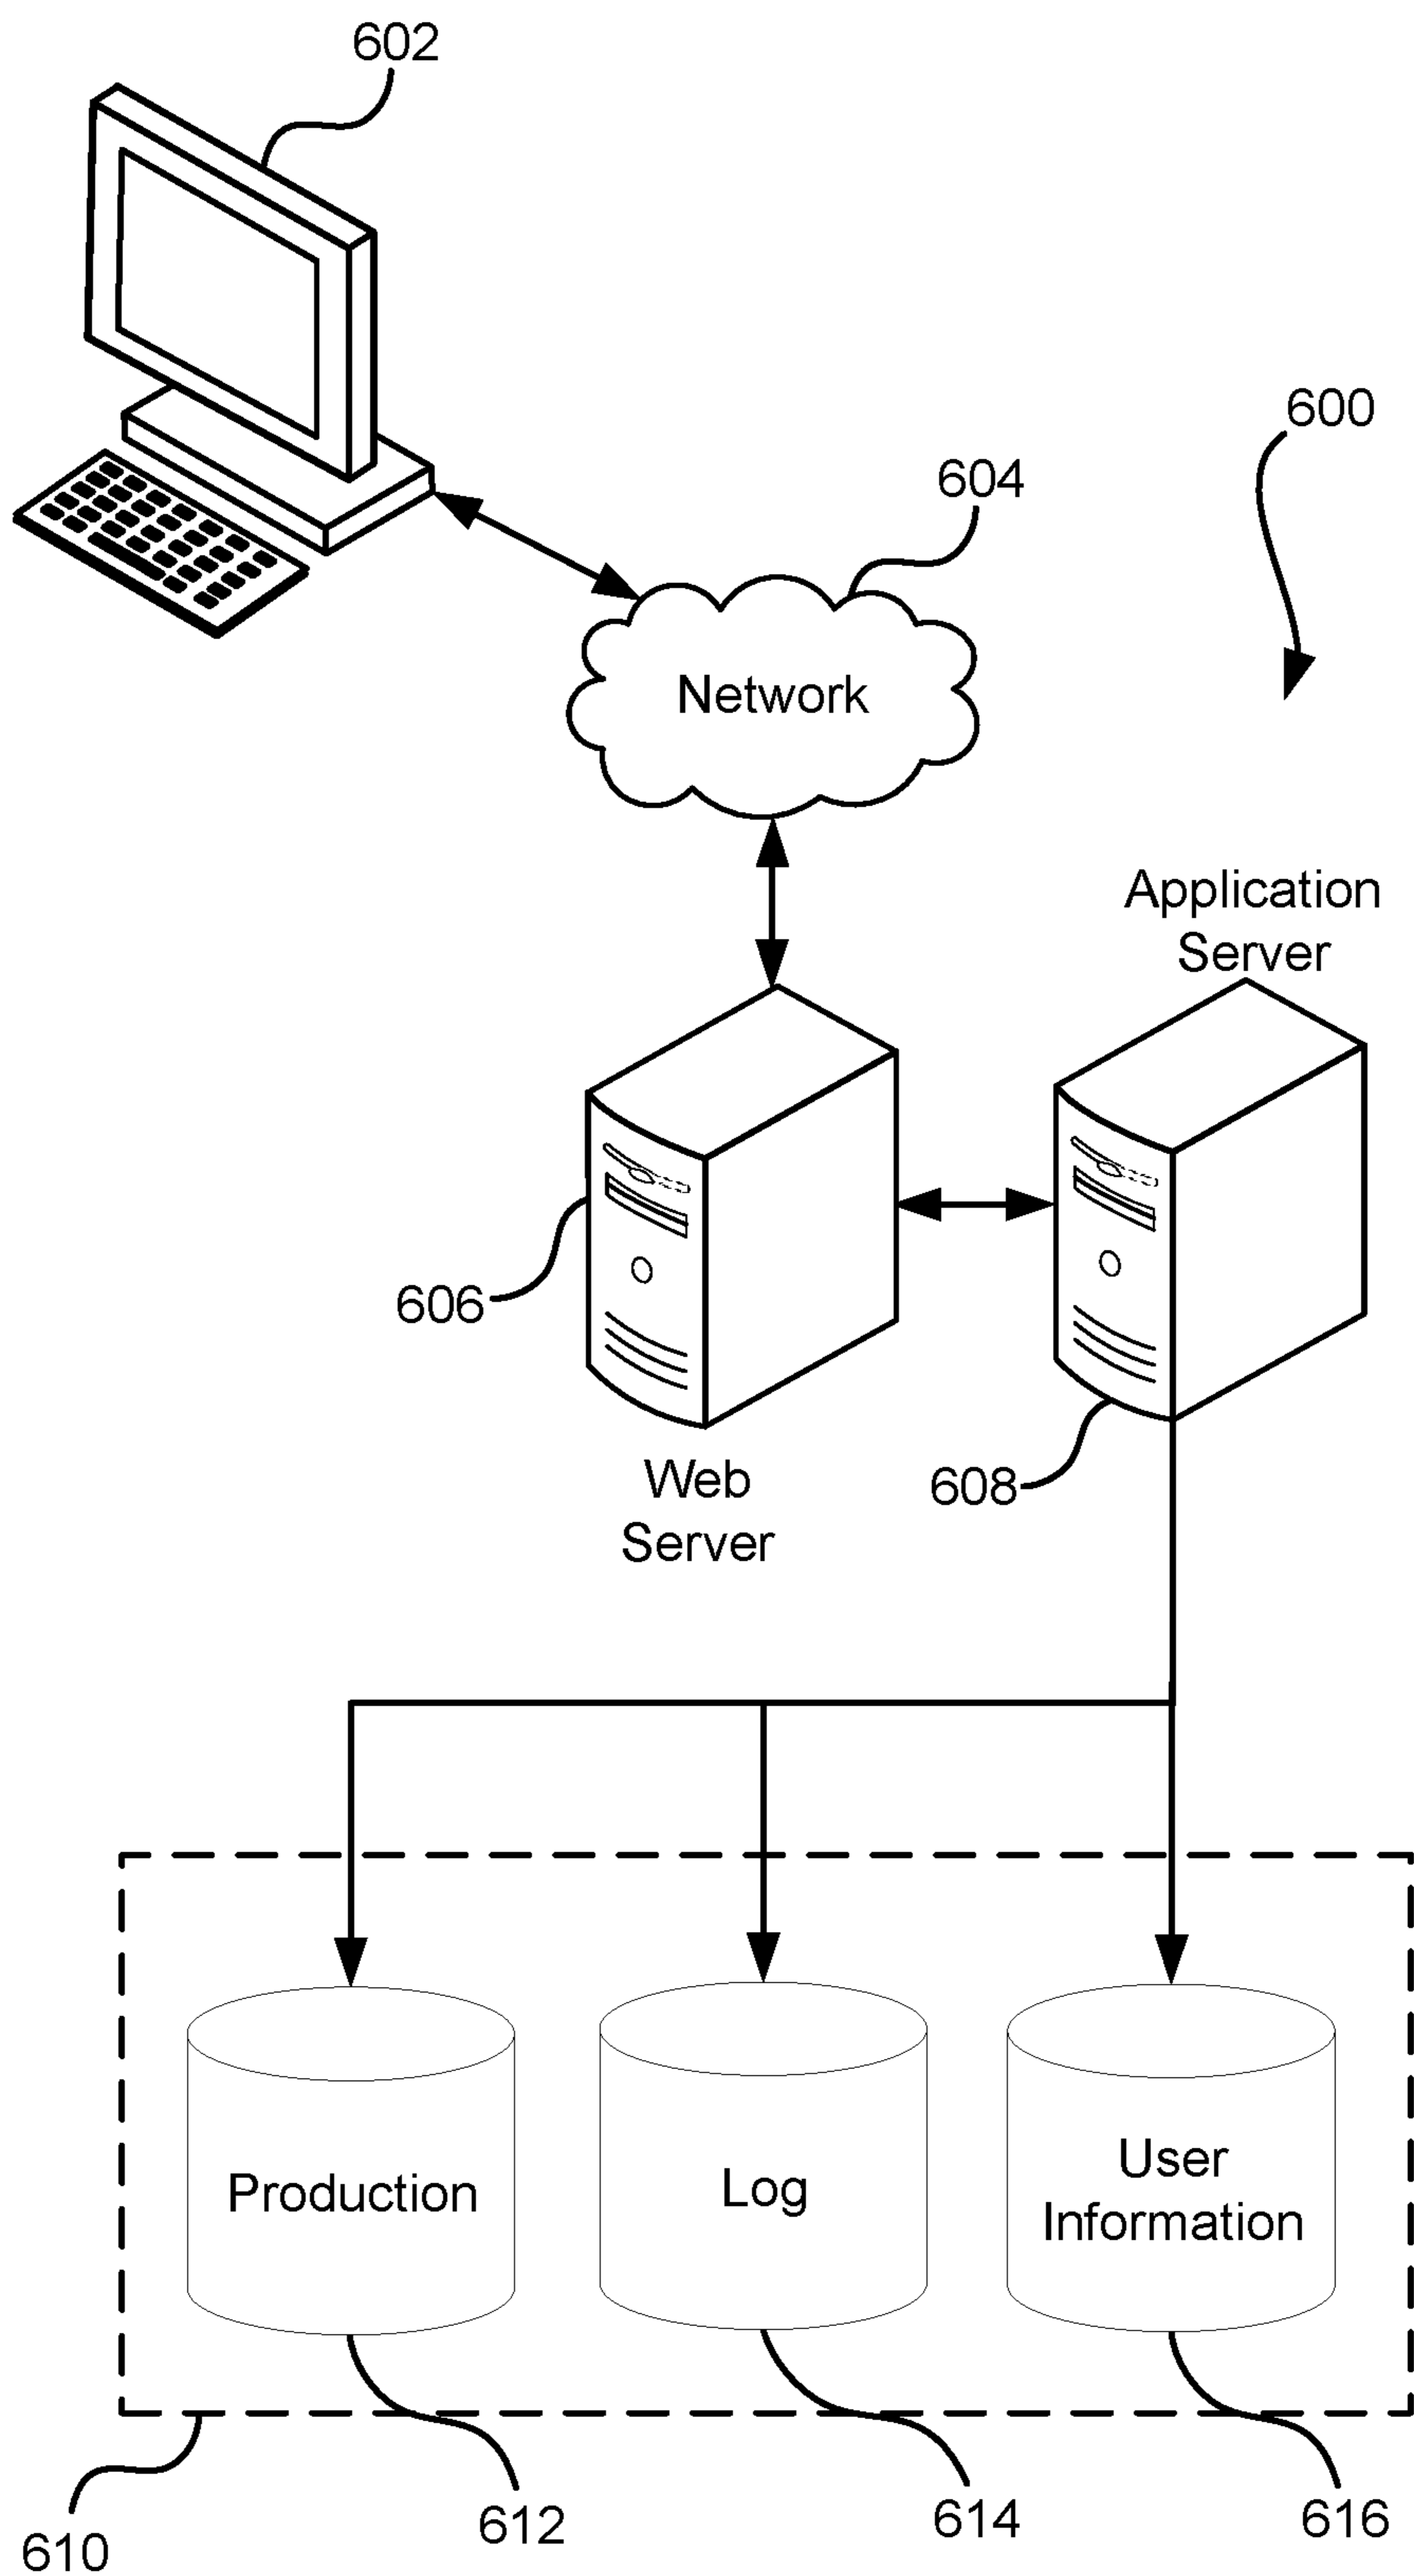 602
600
604
Network
Application
Server
606
Web
Server
608
Production
Log
User
Information
610
612
614
616